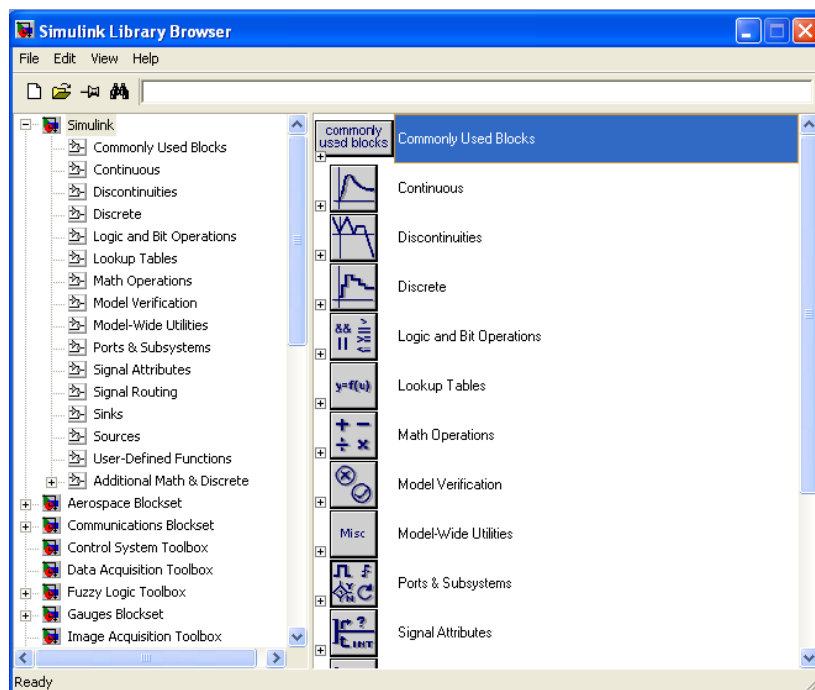 Simulink Library Browser
File Edit View Help
Simulink
Commonly Used Blocks
Continuous
Discontinuities
Discrete
Logic and Bit Operations
Lookup Tables
Math Operations
Model Verification
Model-Wide Utilities
Ports & Subsystems
Signal Attributes
Signal Routing
Sinks
Sources
User-Defined Functions
Additional Math & Discrete
Aerospace Blockset
Communications Blockset
Control System Toolbox
Data Acquisition Toolbox
Fuzzy Logic Toolbox
Gauges Blockset
Image Acquisition Toolbox
commonly
used blocks
Commonly Used Blocks
Continuous
Discontinuities
Discrete
&& > >= <=
||
Logic and Bit Operations
y=f(u)
Lookup Tables
+ −
÷ ×
Math Operations
Model Verification
Misc
Model-Wide Utilities
Y
N
Ports & Subsystems
?
INT
Signal Attributes
Ready